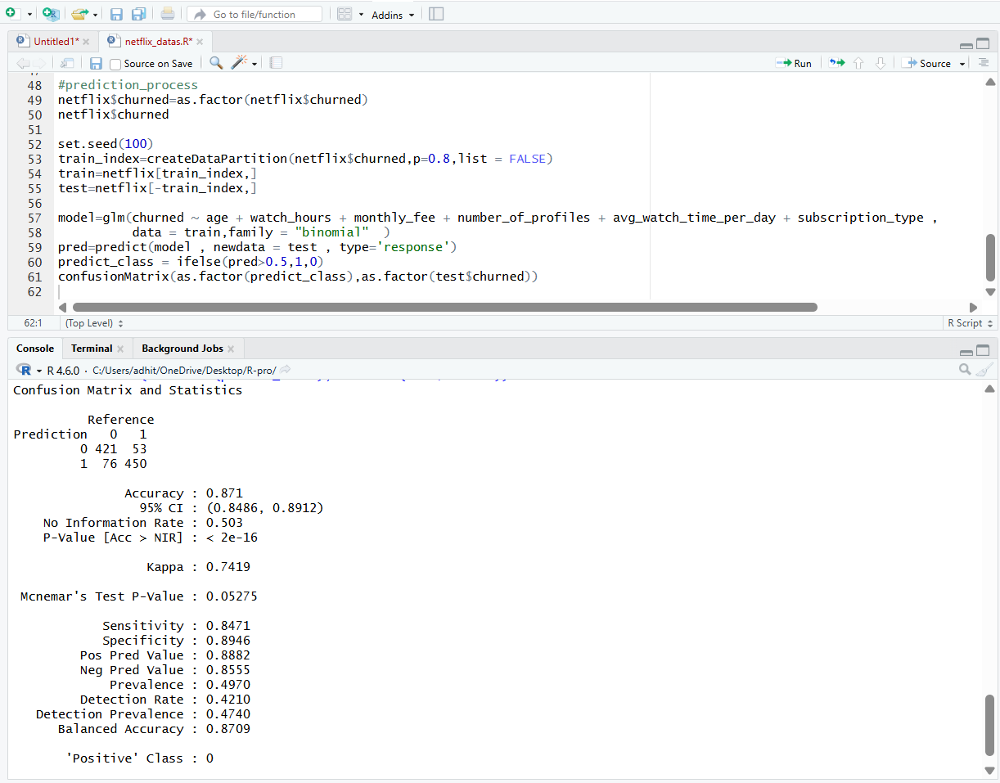 Go to file/function
Addins
Untitled1*
netflix_datas.R*
Source on Save
Run
Source
48 #prediction_process
49 netflix$churned=as.factor(netflix$churned)
50 netflix$churned
51
52 set.seed(100)
53 train_index=createDataPartition(netflix$churned,p=0.8,list = FALSE)
54 train=netflix[train_index,]
55 test=netflix[-train_index,]
56
57 model=glm(churned ~ age + watch_hours + monthly_fee + number_of_profiles + avg_watch_time_per_day + subscription_type ,
58           data = train,family = "binomial"  )
59 pred=predict(model , newdata = test , type='response')
60 predict_class = ifelse(pred>0.5,1,0)
61 confusionMatrix(as.factor(predict_class),as.factor(test$churned))
62
62:1 (Top Level) R Script
Console Terminal Background Jobs
R 4.6.0 · C:/Users/adhit/OneDrive/Desktop/R-pro/
Confusion Matrix and Statistics
Reference
Prediction   0   1
0 421  53
1  76 450
Accuracy : 0.871
95% CI : (0.8486, 0.8912)
No Information Rate : 0.503
P-Value [Acc > NIR] : < 2e-16
Kappa : 0.7419
Mcnemar's Test P-Value : 0.05275
Sensitivity : 0.8471
Specificity : 0.8946
Pos Pred Value : 0.8882
Neg Pred Value : 0.8555
Prevalence : 0.4970
Detection Rate : 0.4210
Detection Prevalence : 0.4740
Balanced Accuracy : 0.8709
'Positive' Class : 0